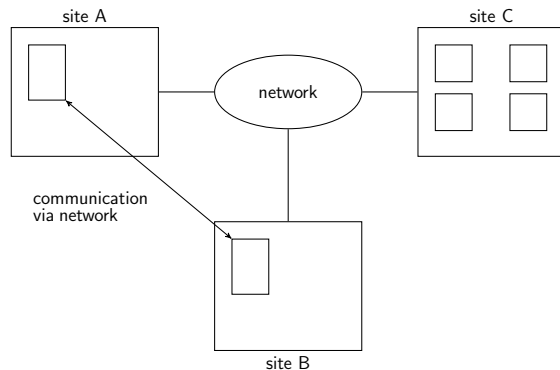 site A
site C
network
communication
via network
site B